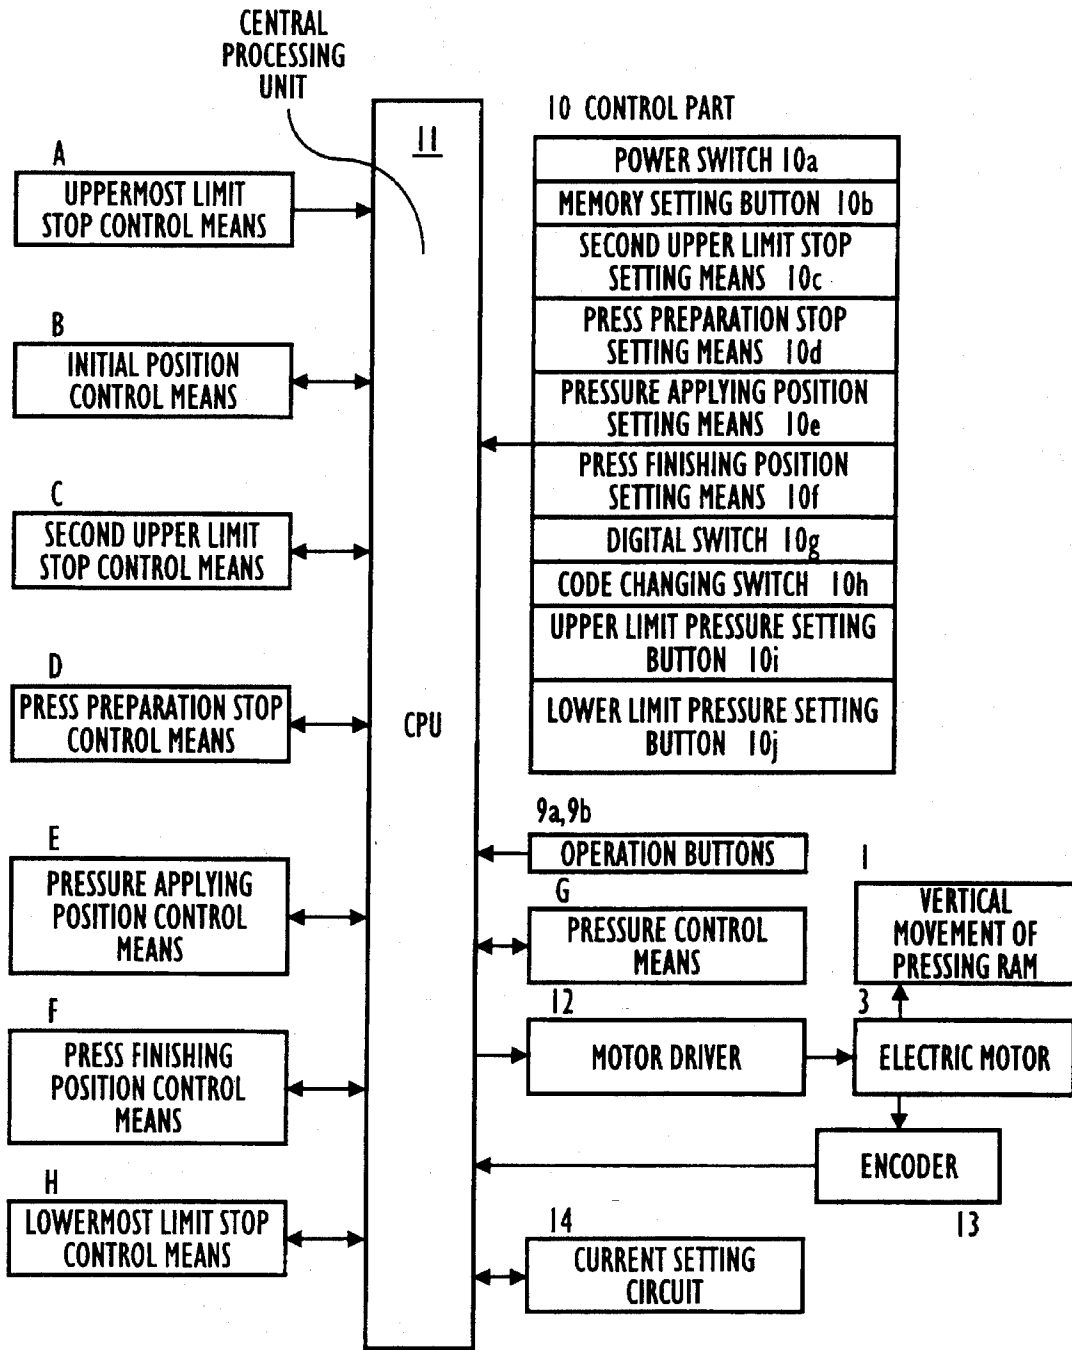 CENTRAL
PROCESSING
UNIT
11
CPU
A
UPPERMOST LIMIT
STOP CONTROL MEANS
B
INITIAL POSITION
CONTROL MEANS
C
SECOND UPPER LIMIT
STOP CONTROL MEANS
D
PRESS PREPARATION STOP
CONTROL MEANS
E
PRESSURE APPLYING
POSITION CONTROL
MEANS
F
PRESS FINISHING
POSITION CONTROL
MEANS
H
LOWERMOST LIMIT STOP
CONTROL MEANS
10 CONTROL PART
POWER SWITCH 10a
MEMORY SETTING BUTTON 10b
SECOND UPPER LIMIT STOP
SETTING MEANS 10c
PRESS PREPARATION STOP
SETTING MEANS 10d
PRESSURE APPLYING POSITION
SETTING MEANS 10e
PRESS FINISHING POSITION
SETTING MEANS 10f
DIGITAL SWITCH 10g
CODE CHANGING SWITCH 10h
UPPER LIMIT PRESSURE SETTING
BUTTON 10i
LOWER LIMIT PRESSURE SETTING
BUTTON 10j
9a,9b
OPERATION BUTTONS
G
PRESSURE CONTROL
MEANS
12
MOTOR DRIVER
1
VERTICAL
MOVEMENT OF
PRESSING RAM
3
ELECTRIC MOTOR
ENCODER
13
14
CURRENT SETTING
CIRCUIT